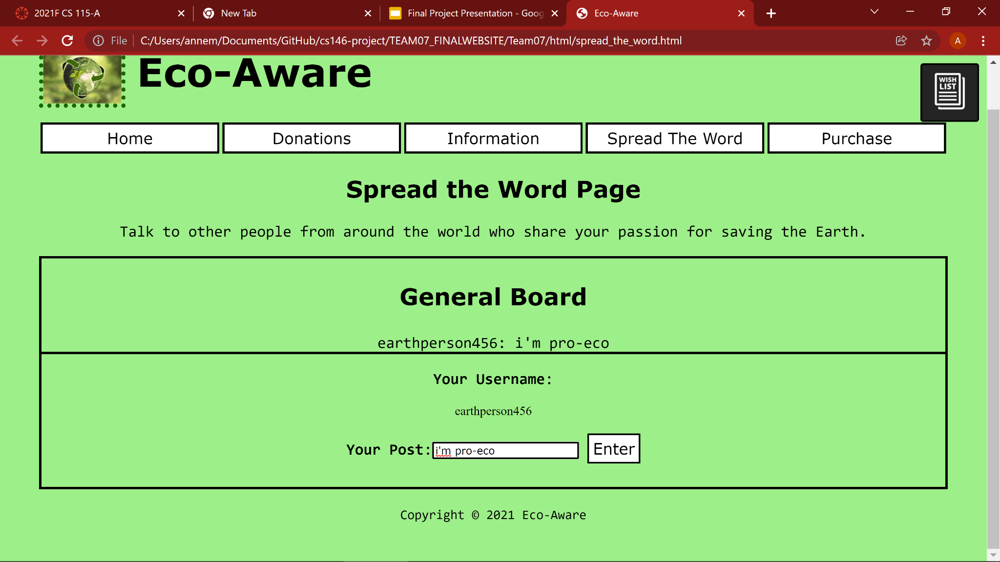 2021F CS 115-A
New Tab
Final Project Presentation - Goog
Eco-Aware
File
C:/Users/annem/Documents/GitHub/cs146-project/TEAM07_FINALWEBSITE/Team07/html/spread_the_word.html
A
Eco-Aware
WISH
LIST
Home Donations Information Spread The Word Purchase
Spread the Word Page
Talk to other people from around the world who share your passion for saving the Earth.
General Board
earthperson456: i'm pro-eco
Your Username:
earthperson456
Your Post: i'm pro-eco Enter
Copyright © 2021 Eco-Aware